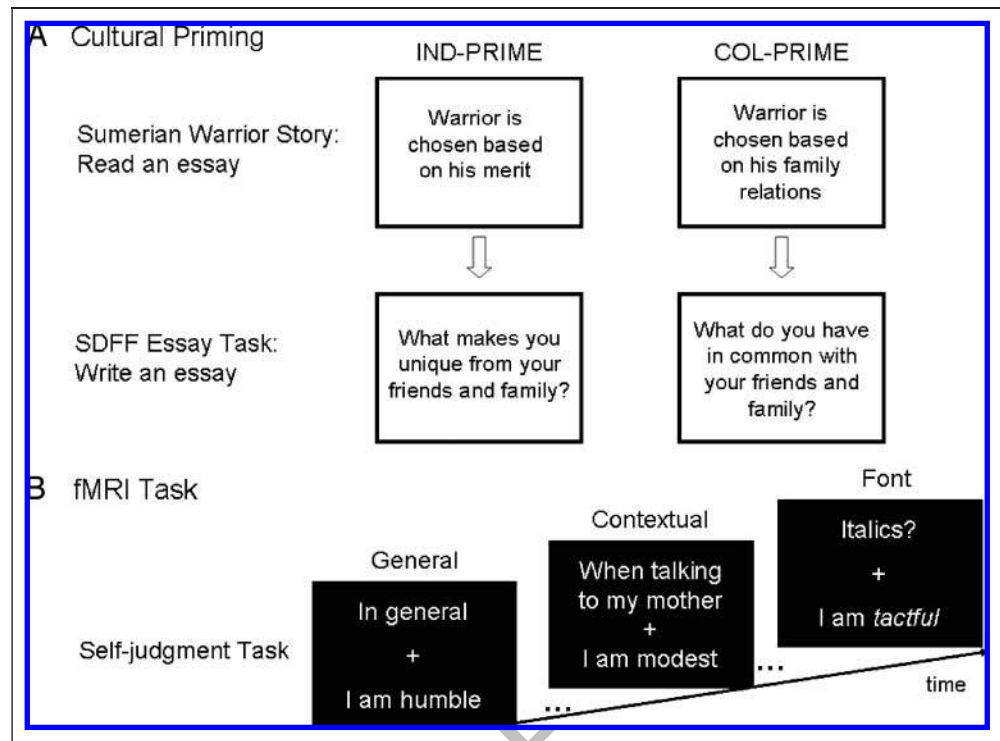 A Cultural Priming
IND-PRIME
COL-PRIME
Sumerian Warrior Story:
Read an essay
Warrior is
chosen based
on his merit
Warrior is
chosen based
on his family
relations
SDFF Essay Task:
Write an essay
What makes you
unique from your
friends and family?
What do you have
in common with
your friends and
family?
B fMRI Task
Self-judgment Task
General
In general
+
I am humble
...
Contextual
When talking
to my mother
+
I am modest
...
Font
Italics?
+
I am tactful
time